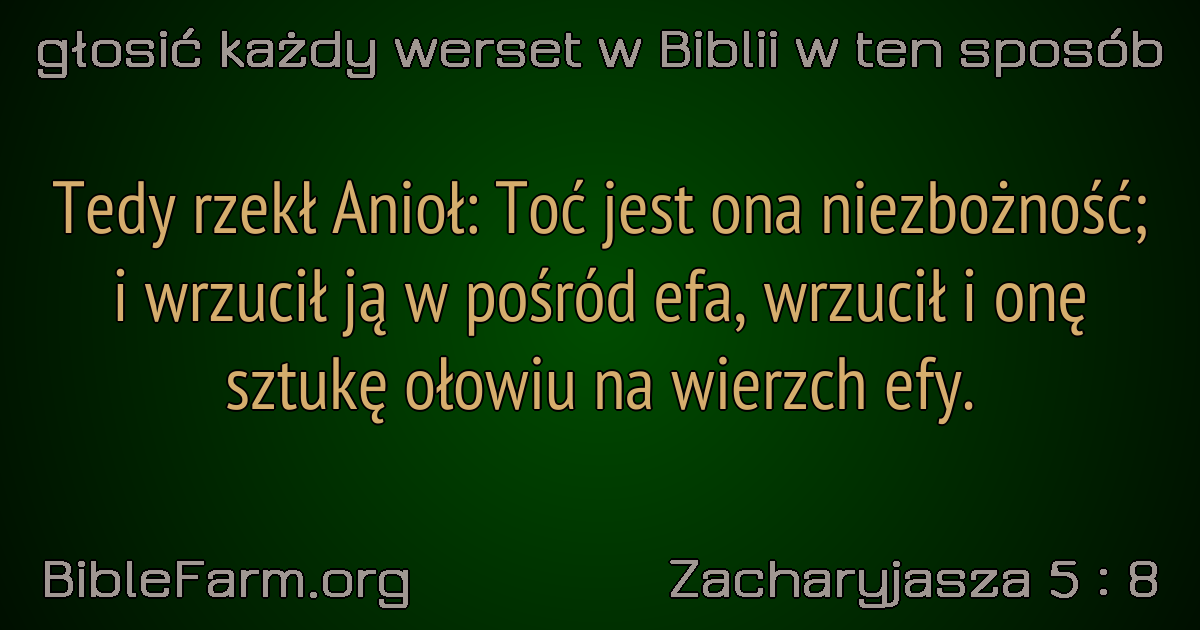 głosić każdy werset w Biblii w ten sposób
Tedy rzekł Anioł: Toć jest ona niezbożność;
i wrzucił ją w pośród efa, wrzucił i onę
sztukę ołowiu na wierzch efy.
BibleFarm.org
Zacharyjasza 5 : 8